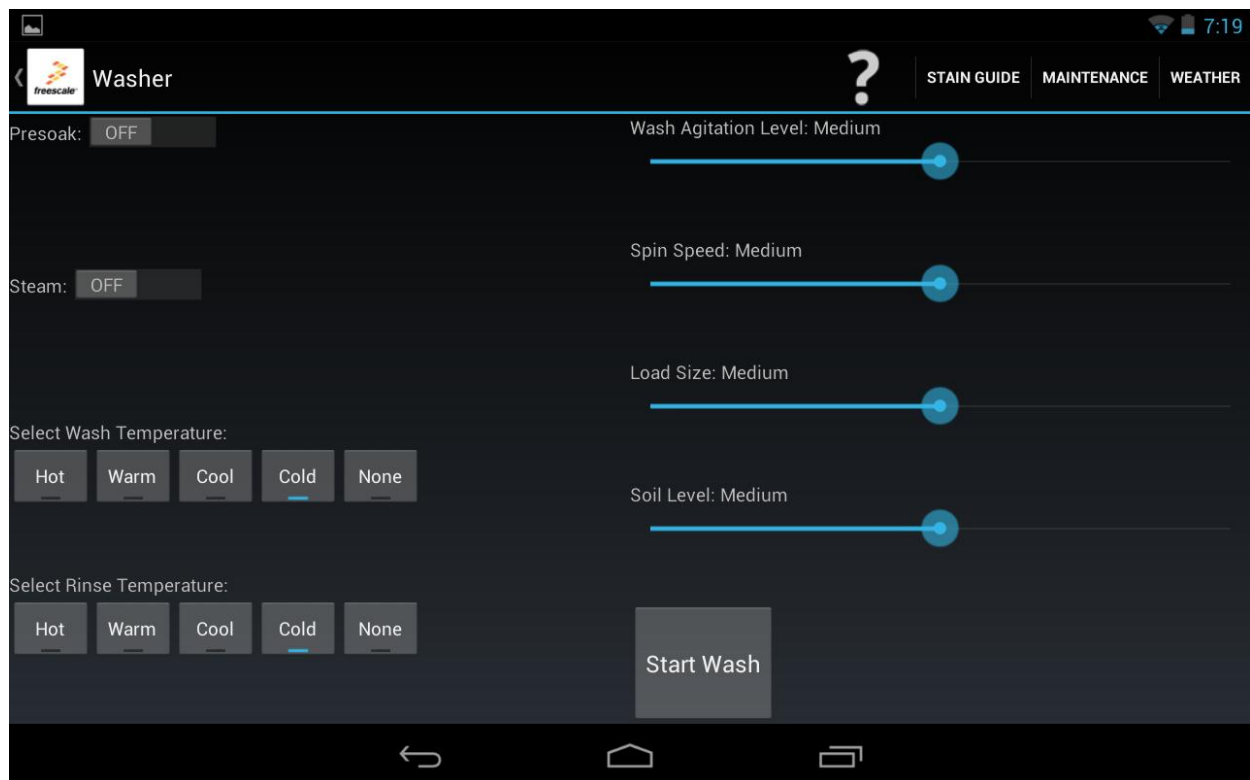 7:19
freescale
Washer
?
STAIN GUIDE
MAINTENANCE
WEATHER
Presoak: OFF
Steam: OFF
Select Wash Temperature:
Hot Warm Cool Cold None
Select Rinse Temperature:
Hot Warm Cool Cold None
Wash Agitation Level: Medium
Spin Speed: Medium
Load Size: Medium
Soil Level: Medium
Start Wash